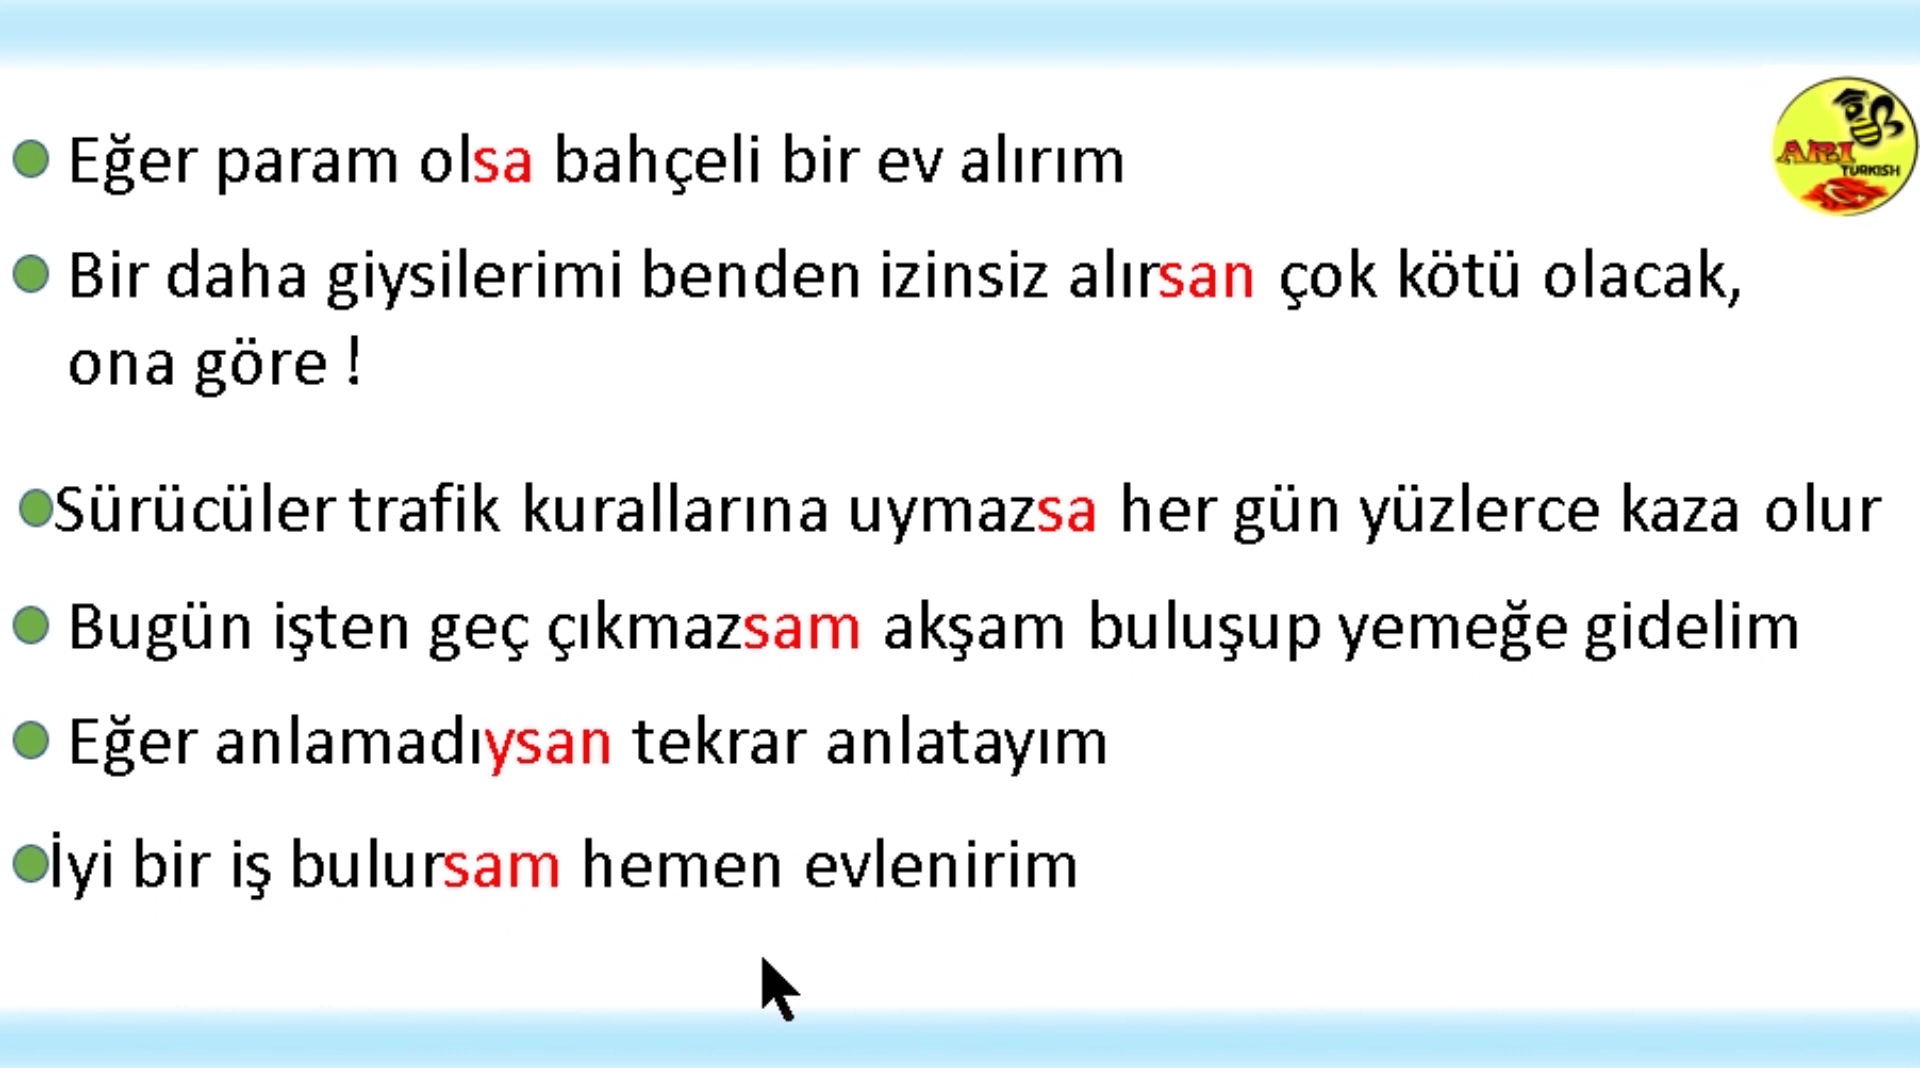 Eğer param olsa bahçeli bir ev alırım
ARI
TURKISH
Bir daha giysilerimi benden izinsiz alırsan çok kötü olacak,
ona göre !
Sürücüler trafik kurallarına uymazsa her gün yüzlerce kaza olur
Bugün işten geç çıkmazsam akşam buluşup yemeğe gidelim
Eğer anlamadıysan tekrar anlatayım
İyi bir iş bulursam hemen evlenirim